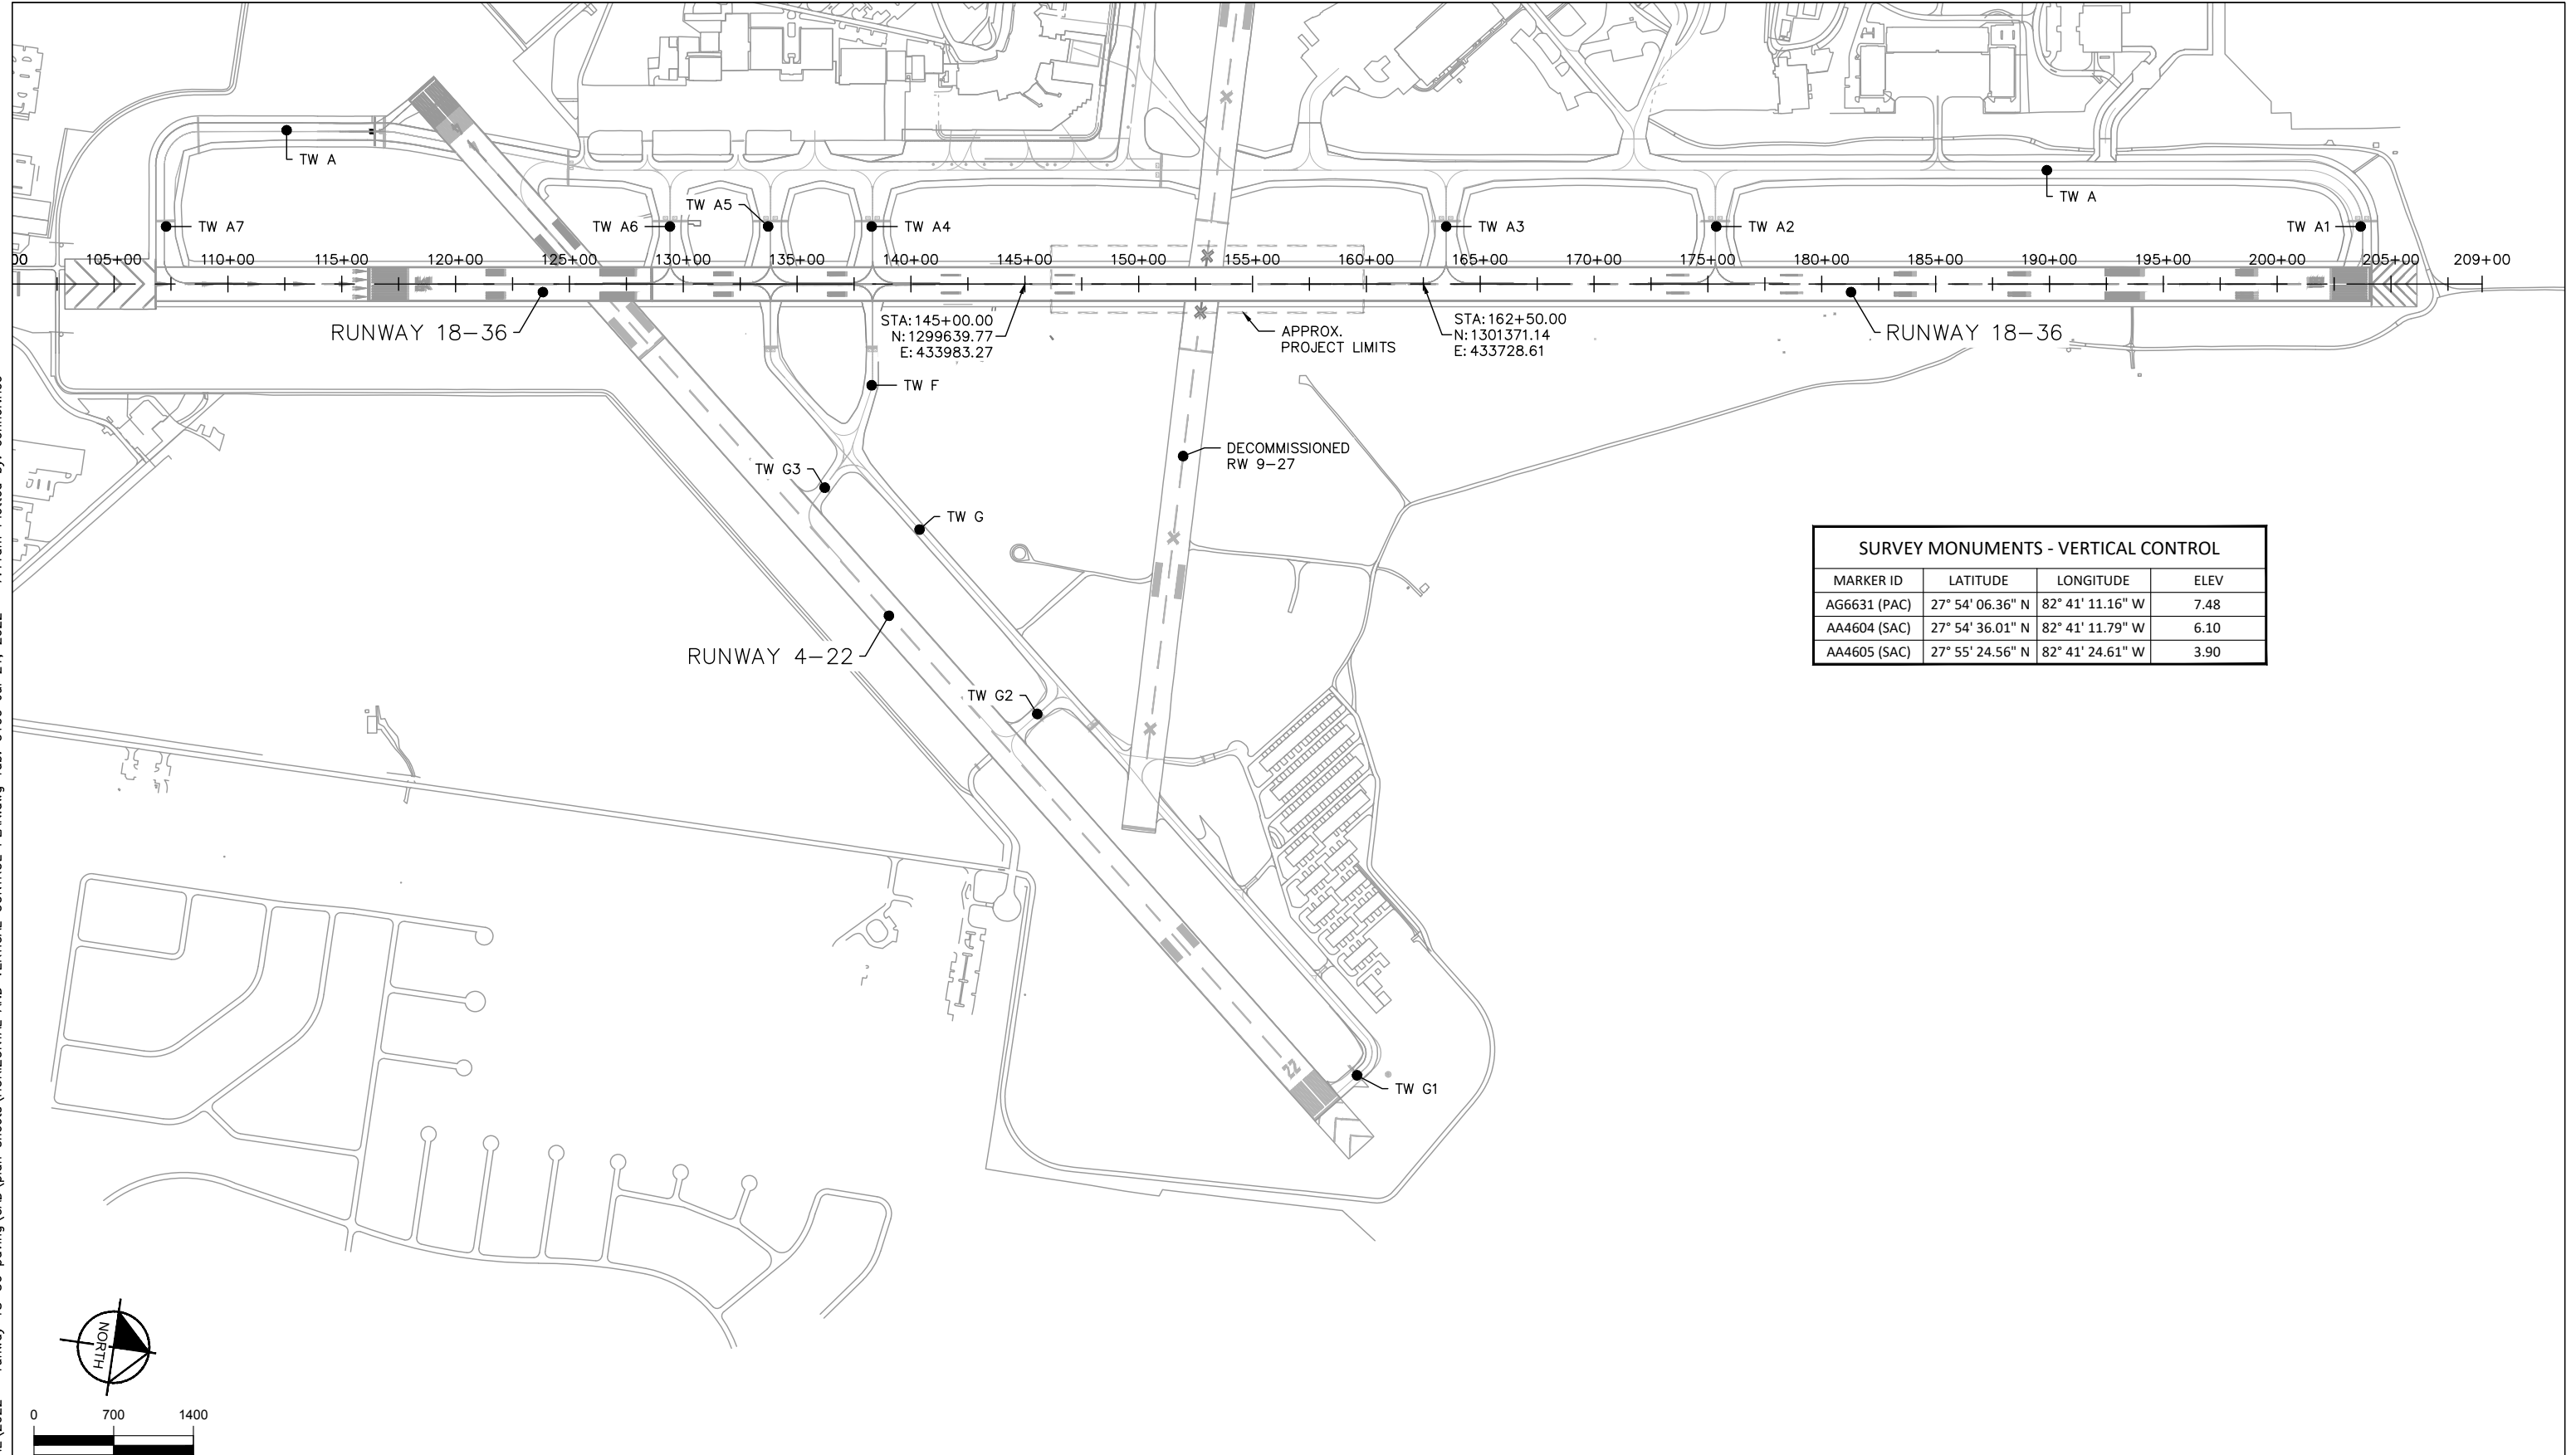 TW A
TW A
TW A7
TW A6
TW A5
TW A4
TW A3
TW A2
TW A1
00
105+00
110+00
115+00
120+00
125+00
130+00
135+00
140+00
145+00
150+00
155+00
160+00
165+00
170+00
175+00
180+00
185+00
190+00
195+00
200+00
205+00
209+00
RUNWAY 18-36
STA: 145+00.00
N: 1299639.77
E: 433983.27
APPROX.
PROJECT LIMITS
STA: 162+50.00
N: 1301371.14
E: 433728.61
RUNWAY 18-36
TW F
DECOMMISSIONED
RW 9-27
TW G3
TW G
RUNWAY 4-22
TW G2
SURVEY MONUMENTS - VERTICAL CONTROL
MARKER ID LATITUDE LONGITUDE ELEV
AG6631 (PAC) 27° 54' 06.36" N 82° 41' 11.16" W 7.48
AA4604 (SAC) 27° 54' 36.01" N 82° 41' 11.79" W 6.10
AA4605 (SAC) 27° 55' 24.56" N 82° 41' 24.61" W 3.90
22
TW G1
NORTH
0 700 1400